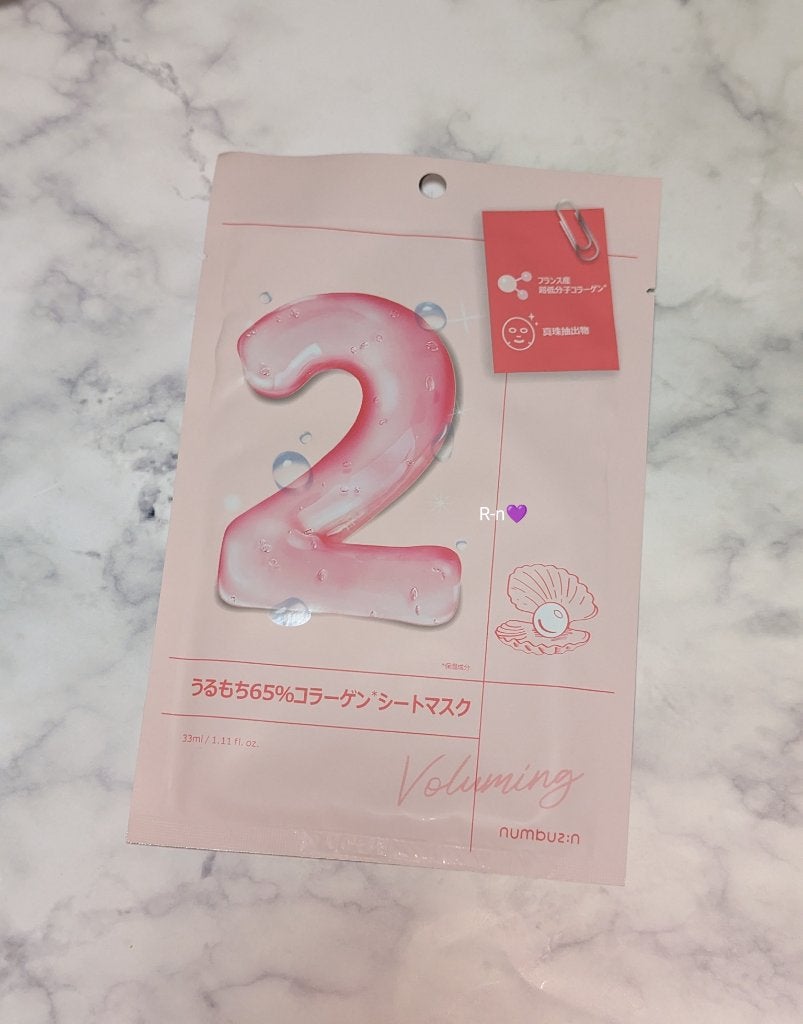 フランス産
超低分子コラーゲン*
真珠抽出物
2
R-n💜
*保湿成分
うるもち65%コラーゲン*シートマスク
33ml / 1.11 fl. oz.
Voluming
numbuz:n